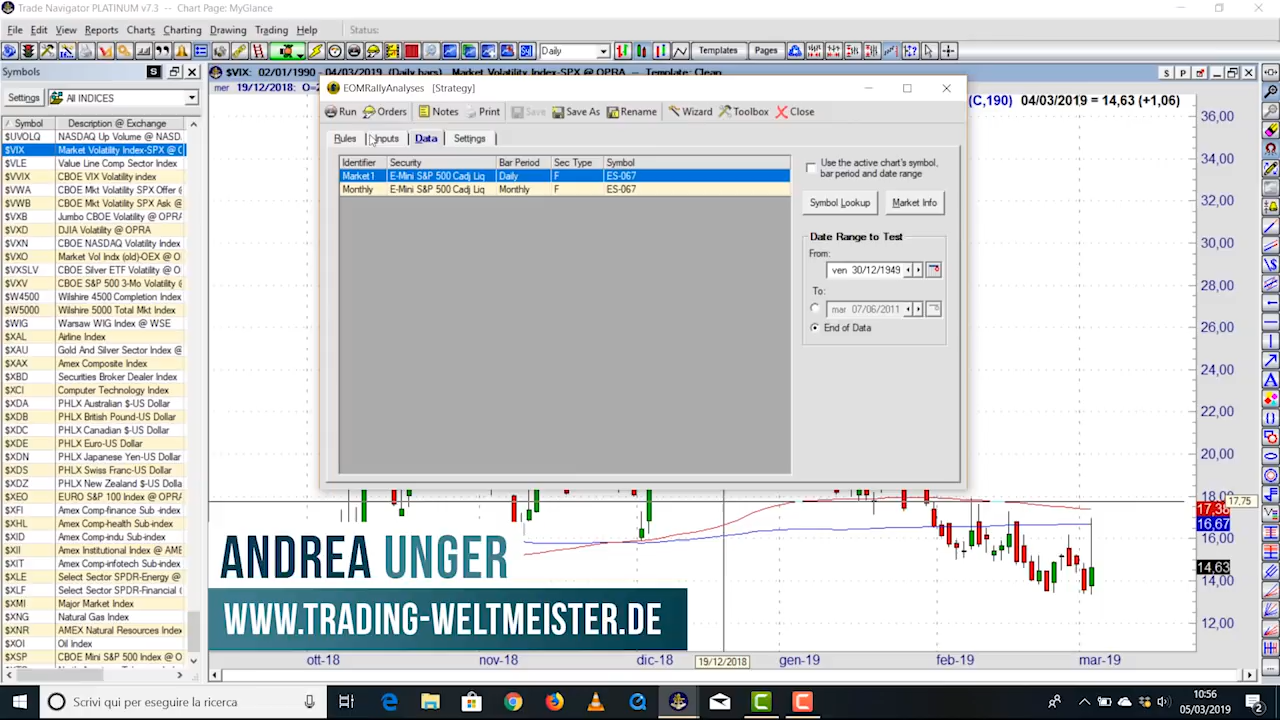 Trade Navigator PLATINUM v7.3 -- Chart Page: MyGlance
File Edit View Reports Charts Charting Drawing Trading Help Status:
Daily Templates Pages
Symbols S
$VIX: 02/01/1990 - 04/03/2019 (Daily bars) Market Volatility Index-SPX @ OPRA -- Template: Clean
S P
Settings All INDICES
mer 19/12/2018:
(C,190) 04/03/2019 = 14,63 (+1,06)
EOMRallyAnalyses [Strategy]
Run Orders Notes Print Save Save As Rename Wizard Toolbox Close
Rules Inputs Data Settings
Identifier Security Bar Period Sec Type Symbol
Market1 E-Mini S&P 500 Cadj Liq Daily F ES-067
Monthly E-Mini S&P 500 Cadj Liq Monthly F ES-067
Use the active chart's symbol,
bar period and date range
Symbol Lookup Market Info
Date Range to Test
From:
ven 30/12/1949
To:
mar 07/06/2011
End of Data
Symbol Description @ Exchange
$UVOLQ NASDAQ Up Volume @ NASD.
$VIX Market Volatility Index-SPX @
$VLE Value Line Comp Sector Index
$VVIX CBOE VIX Volatility index
$VWA CBOE Mkt Volatility SPX Offer @
$VWB CBOE Mkt Volatility SPX Ask @
$VXB Jumbo CBOE Volatility @ OPRA
$VXD DJIA Volatility @ OPRA
$VXN CBOE NASDAQ Volatility Index
$VXO Market Vol Indx (old)-OEX @ O
$VXSLV CBOE Silver ETF Volatility @ O
$VXV CBOE S&P 500 3-Mo Volatility @
$W4500 Wilshire 4500 Completion Index
$W5000 Wilshire 5000 Total Mkt Index
$WIG Warsaw WIG Index @ WSE
$XAL Airline Index
$XAU Gold And Silver Sector Index @
$XAX Amex Composite Index
$XBD Securities Broker Dealer Index
$XCI Computer Technology Index
$XDA PHLX Australian $-US Dollar
$XDB PHLX British Pound-US Dollar
$XDC PHLX Canadian $-US Dollar
$XDE PHLX Euro-US Dollar
$XDN PHLX Japanese Yen-US Dollar
$XDS PHLX Swiss Franc-US Dollar
$XDZ PHLX New Zealand $-US Dollar
$XEO EURO S&P 100 Index @ OPRA
$XFI Amex Comp-finance Sub -index
$XHL Amex Comp-health Sub-index
$XID Amex Comp-indu Sub-index
$XII Amex Institutional Index @ AME
$XIT Amex Comp-infotech Sub-index
$XLE Select Sector SPDR-Energy @
$XLF Select Sector SPDR-Financial @
$XMI Major Market Index
$XNG Natural Gas Index
$XNR AMEX Natural Resources Index
$XOI Oil Index
$XSP CBOE Mini S&P 500 Index @ O
36,00
34,00
32,00
30,00
28,00
26,00
24,00
22,00
20,00
18,00
17,75
17,38
16,67
16,00
14,63
14,00
12,00
ANDREA UNGER
WWW.TRADING-WELTMEISTER.DE
ott-18 nov-18 dic-18 19/12/2018 gen-19 feb-19 mar-19
Scrivi qui per eseguire la ricerca
10:56
05/03/2019
2